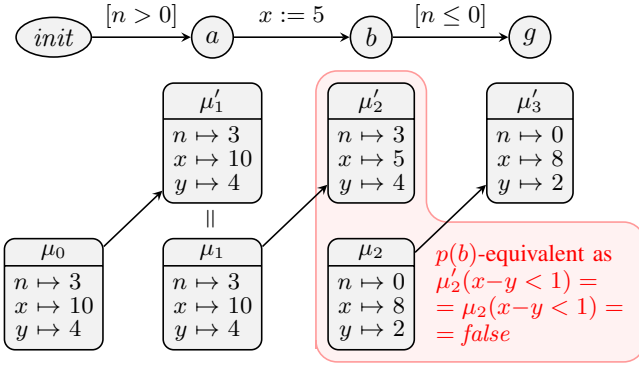 [n > 0] x := 5 [n ≤ 0]
init a b g
μ′₁ μ′₂ μ′₃
n ↦ 3 n ↦ 3 n ↦ 0
x ↦ 10 x ↦ 5 x ↦ 8
y ↦ 4 y ↦ 4 y ↦ 2
=
μ₀ μ₁ μ₂
n ↦ 3 n ↦ 3 n ↦ 0
x ↦ 10 x ↦ 10 x ↦ 8
y ↦ 4 y ↦ 4 y ↦ 2
p(b)-equivalent as
μ′₂(x−y < 1) =
= μ₂(x−y < 1) =
= false